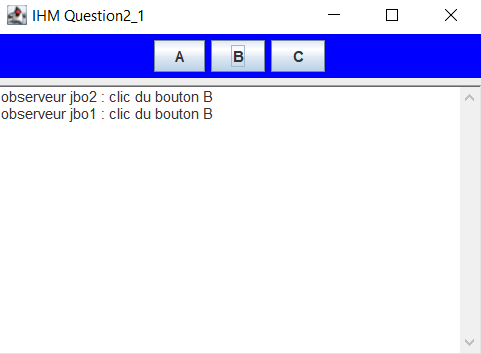 IHM Question2_1
A B C
observeur jbo2 : clic du bouton B
observeur jbo1 : clic du bouton B